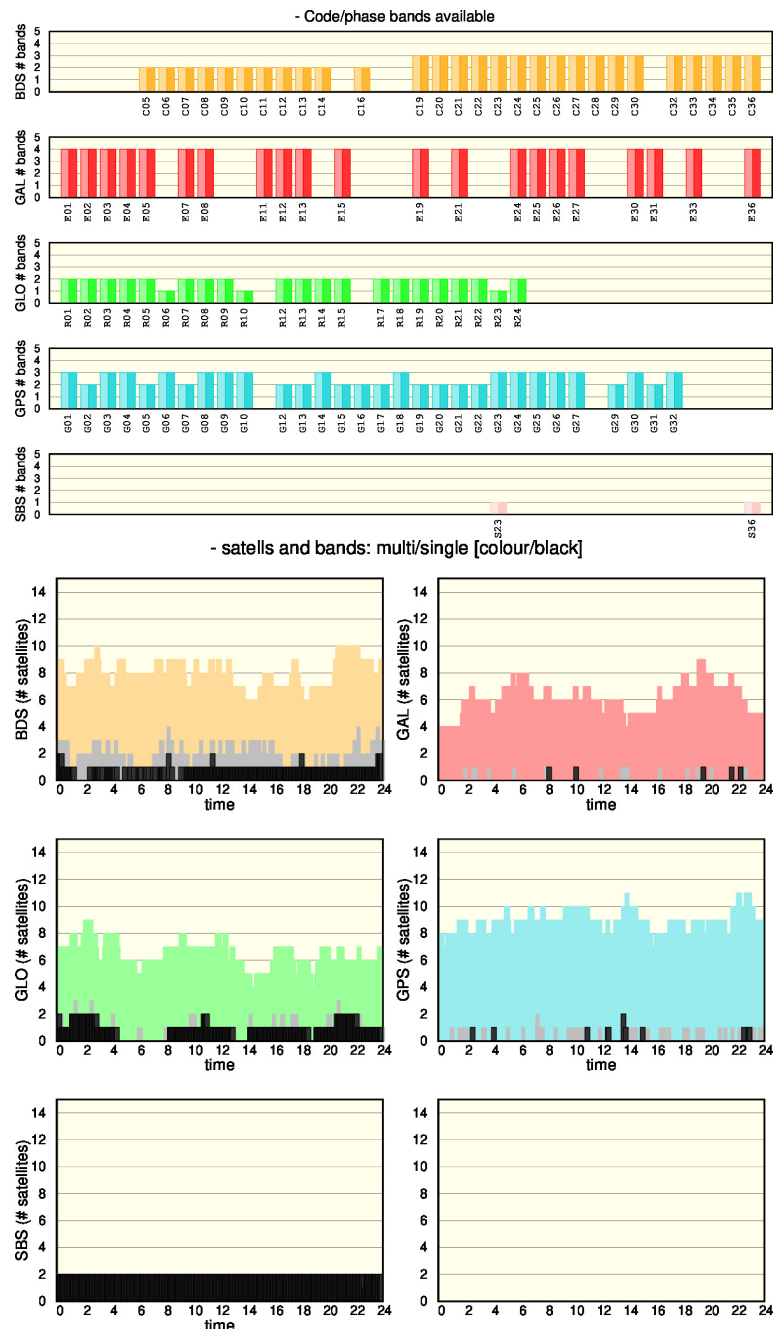 - Code/phase bands available
BDS # bands
5
4
3
2
1
0
C05 C06 C07 C08 C09 C10 C11 C12 C13 C14 C16 C19 C20 C21 C22 C23 C24 C25 C26 C27 C28 C29 C30 C32 C33 C34 C35 C36
GAL # bands
5
4
3
2
1
0
E01 E02 E03 E04 E05 E07 E08 E11 E12 E13 E15 E19 E21 E24 E25 E26 E27 E30 E31 E33 E36
GLO # bands
5
4
3
2
1
0
R01 R02 R03 R04 R05 R06 R07 R08 R09 R10 R12 R13 R14 R15 R17 R18 R19 R20 R21 R22 R23 R24
GPS # bands
5
4
3
2
1
0
G01 G02 G03 G04 G05 G06 G07 G08 G09 G10 G12 G13 G14 G15 G16 G17 G18 G19 G20 G21 G22 G23 G24 G25 G26 G27 G29 G30 G31 G32
SBS # bands
5
4
3
2
1
0
S23 S36
- satells and bands: multi/single [colour/black]
BDS (# satellites)
14
12
10
8
6
4
2
0
0 2 4 6 8 10 12 14 16 18 20 22 24
time
GAL (# satellites)
14
12
10
8
6
4
2
0
0 2 4 6 8 10 12 14 16 18 20 22 24
time
GLO (# satellites)
14
12
10
8
6
4
2
0
0 2 4 6 8 10 12 14 16 18 20 22 24
time
GPS (# satellites)
14
12
10
8
6
4
2
0
0 2 4 6 8 10 12 14 16 18 20 22 24
time
SBS (# satellites)
14
12
10
8
6
4
2
0
0 2 4 6 8 10 12 14 16 18 20 22 24
time
14
12
10
8
6
4
2
0
0 2 4 6 8 10 12 14 16 18 20 22 24